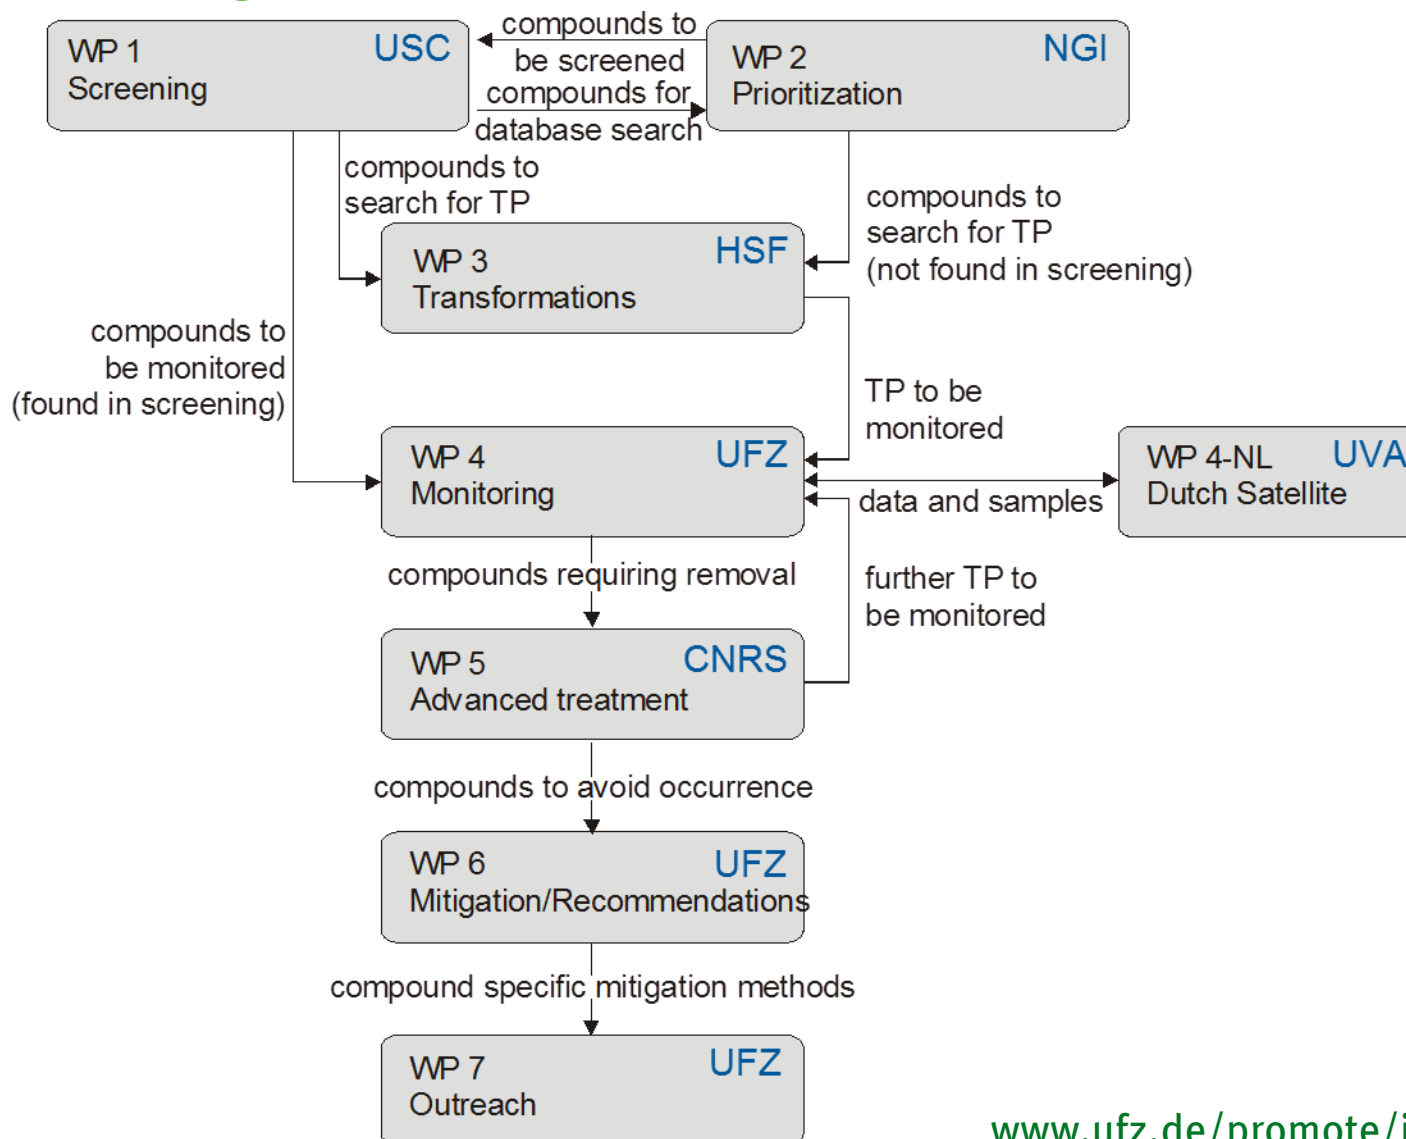 WP 1 USC
Screening
compounds to
be screened
compounds for
database search
WP 2 NGI
Prioritization
compounds to
search for TP
compounds to
search for TP
(not found in screening)
WP 3 HSF
Transformations
compounds to
be monitored
(found in screening)
TP to be
monitored
WP 4 UFZ
Monitoring
data and samples
WP 4-NL UVA
Dutch Satellite
compounds requiring removal
further TP to
be monitored
WP 5 CNRS
Advanced treatment
compounds to avoid occurrence
WP 6 UFZ
Mitigation/Recommendations
compound specific mitigation methods
WP 7 UFZ
Outreach
www.ufz.de/promote/i